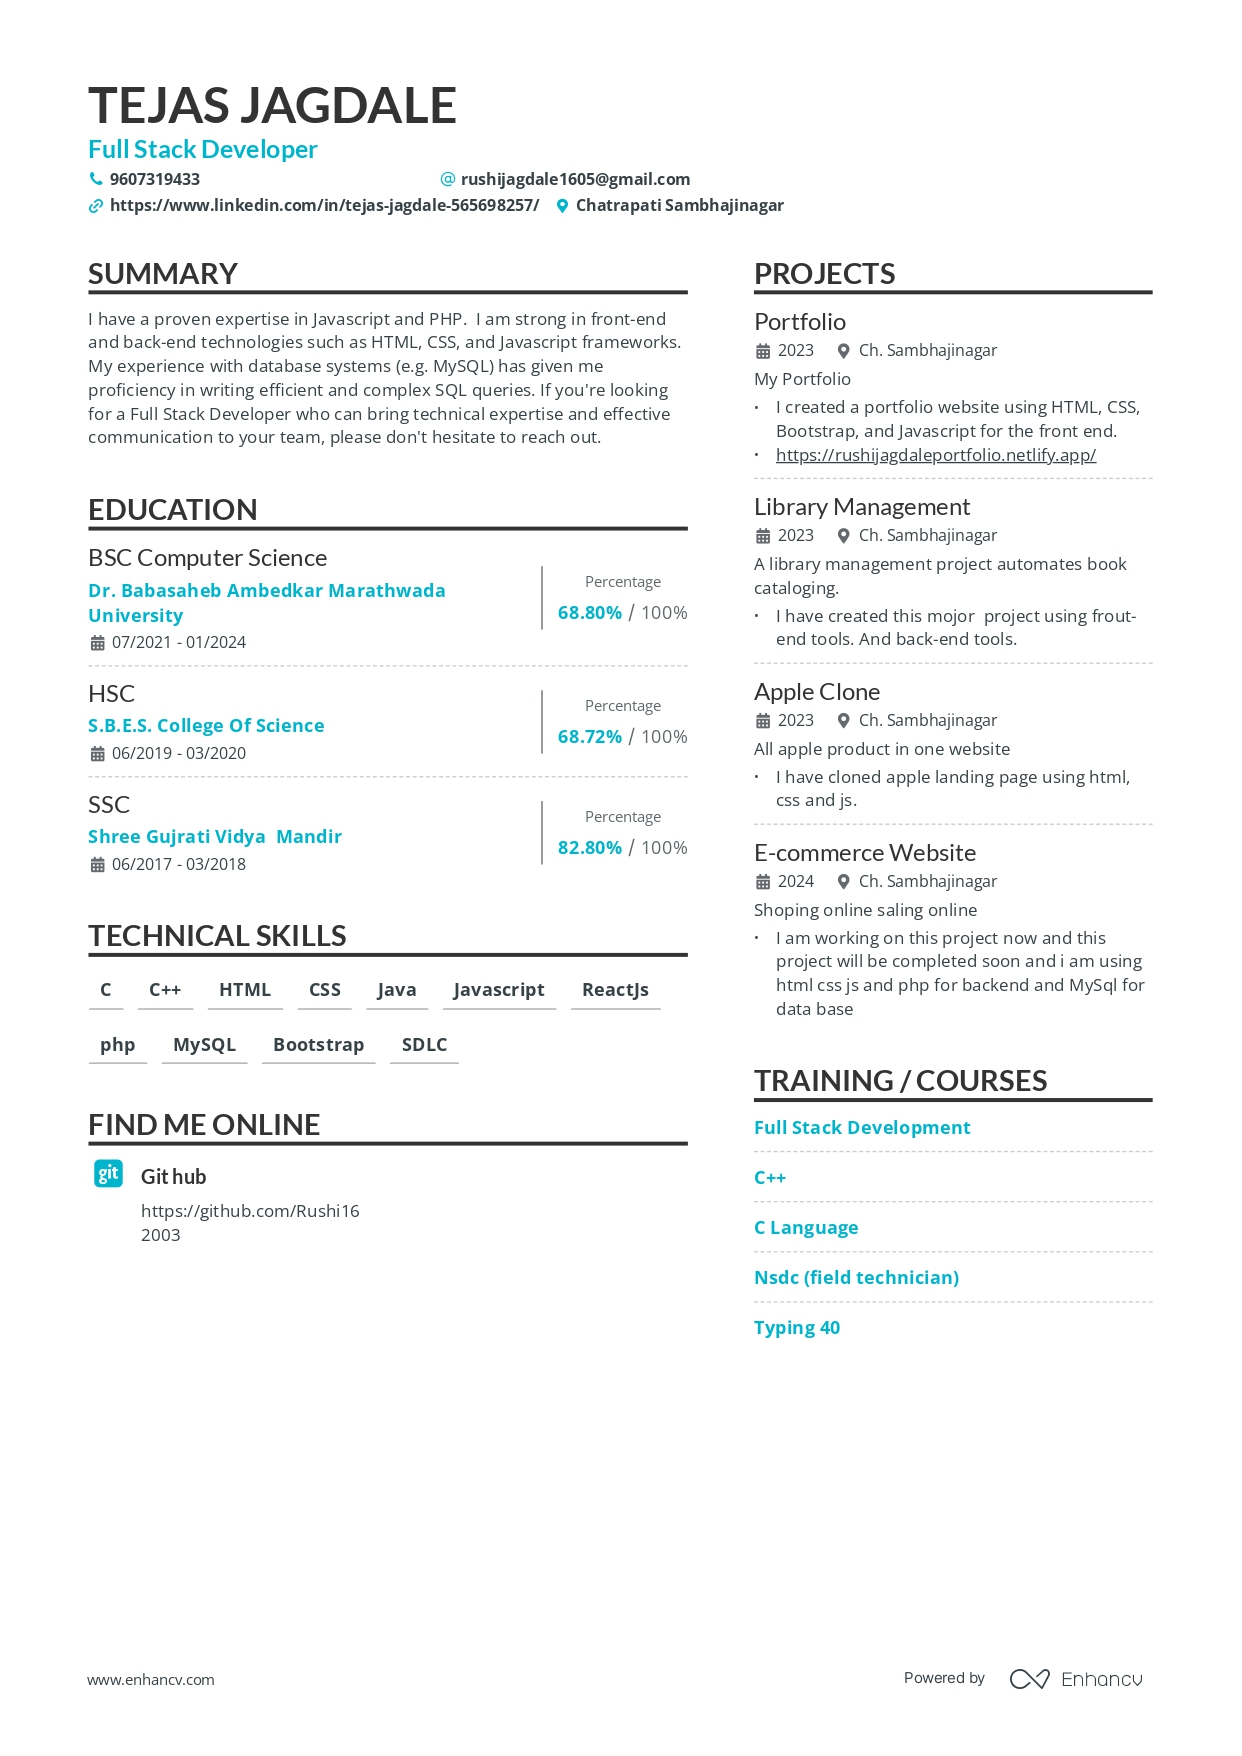 TEJAS JAGDALE
Full Stack Developer
9607319433
rushijagdale1605@gmail.com
https://www.linkedin.com/in/tejas-jagdale-565698257/
Chatrapati Sambhajinagar
SUMMARY
I have a proven expertise in Javascript and PHP.  I am strong in front-end
and back-end technologies such as HTML, CSS, and Javascript frameworks.
My experience with database systems (e.g. MySQL) has given me
proficiency in writing efficient and complex SQL queries. If you're looking
for a Full Stack Developer who can bring technical expertise and effective
communication to your team, please don't hesitate to reach out.
EDUCATION
BSC Computer Science
Dr. Babasaheb Ambedkar Marathwada
University
07/2021 - 01/2024
Percentage
68.80% / 100%
HSC
S.B.E.S. College Of Science
06/2019 - 03/2020
Percentage
68.72% / 100%
SSC
Shree Gujrati Vidya  Mandir
06/2017 - 03/2018
Percentage
82.80% / 100%
TECHNICAL SKILLS
C C++ HTML CSS Java Javascript ReactJs
php MySQL Bootstrap SDLC
FIND ME ONLINE
git
Git hub
https://github.com/Rushi16
2003
PROJECTS
Portfolio
2023 Ch. Sambhajinagar
My Portfolio
• I created a portfolio website using HTML, CSS,
Bootstrap, and Javascript for the front end.
• https://rushijagdaleportfolio.netlify.app/
Library Management
2023 Ch. Sambhajinagar
A library management project automates book
cataloging.
• I have created this mojor  project using frout-
end tools. And back-end tools.
Apple Clone
2023 Ch. Sambhajinagar
All apple product in one website
• I have cloned apple landing page using html,
css and js.
E-commerce Website
2024 Ch. Sambhajinagar
Shoping online saling online
• I am working on this project now and this
project will be completed soon and i am using
html css js and php for backend and MySql for
data base
TRAINING / COURSES
Full Stack Development
C++
C Language
Nsdc (field technician)
Typing 40
www.enhancv.com
Powered by Enhancv